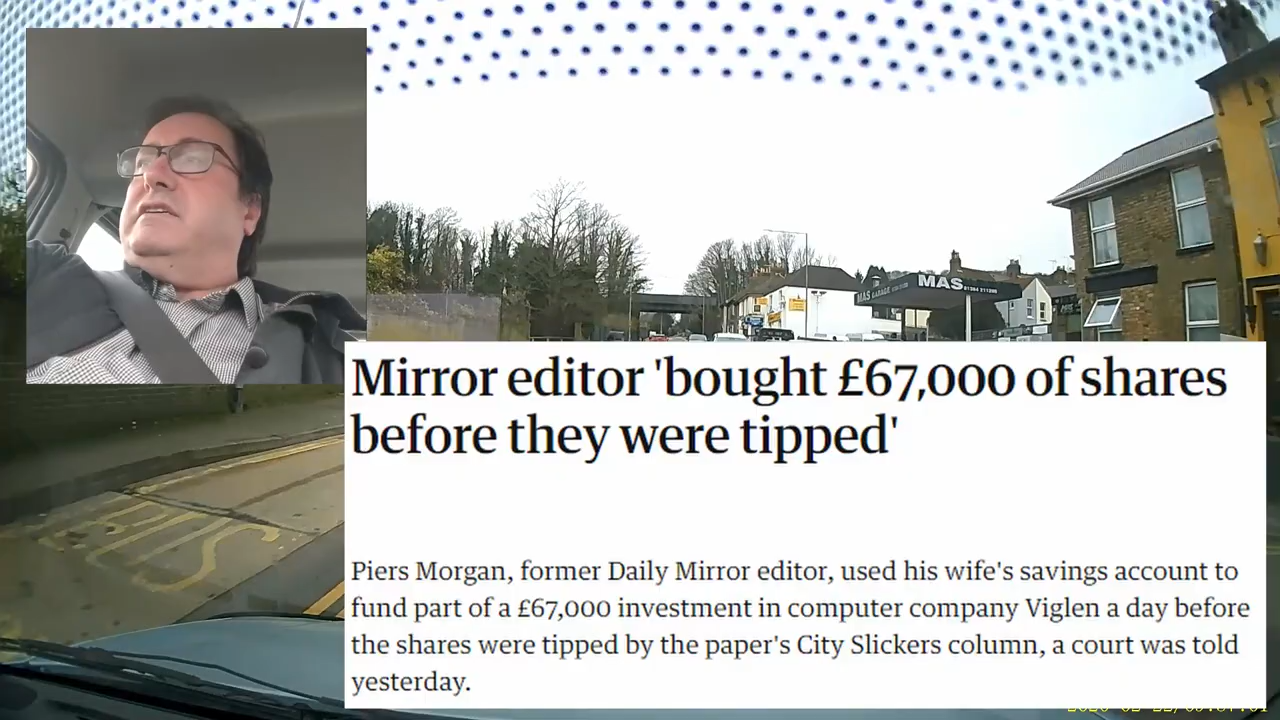 MAS GARAGE
MAS
Mirror editor 'bought £67,000 of shares
before they were tipped'
Piers Morgan, former Daily Mirror editor, used his wife's savings account to
fund part of a £67,000 investment in computer company Viglen a day before
the shares were tipped by the paper's City Slickers column, a court was told
yesterday.